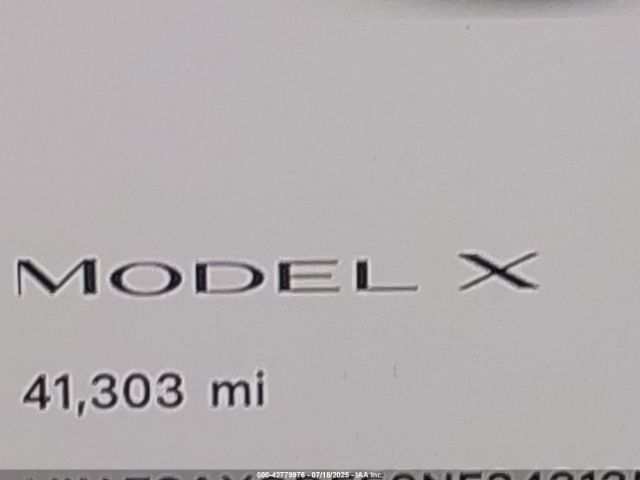 MODEL X
41,303 mi
000-42779976 - 07/18/2025 - IAA Inc.